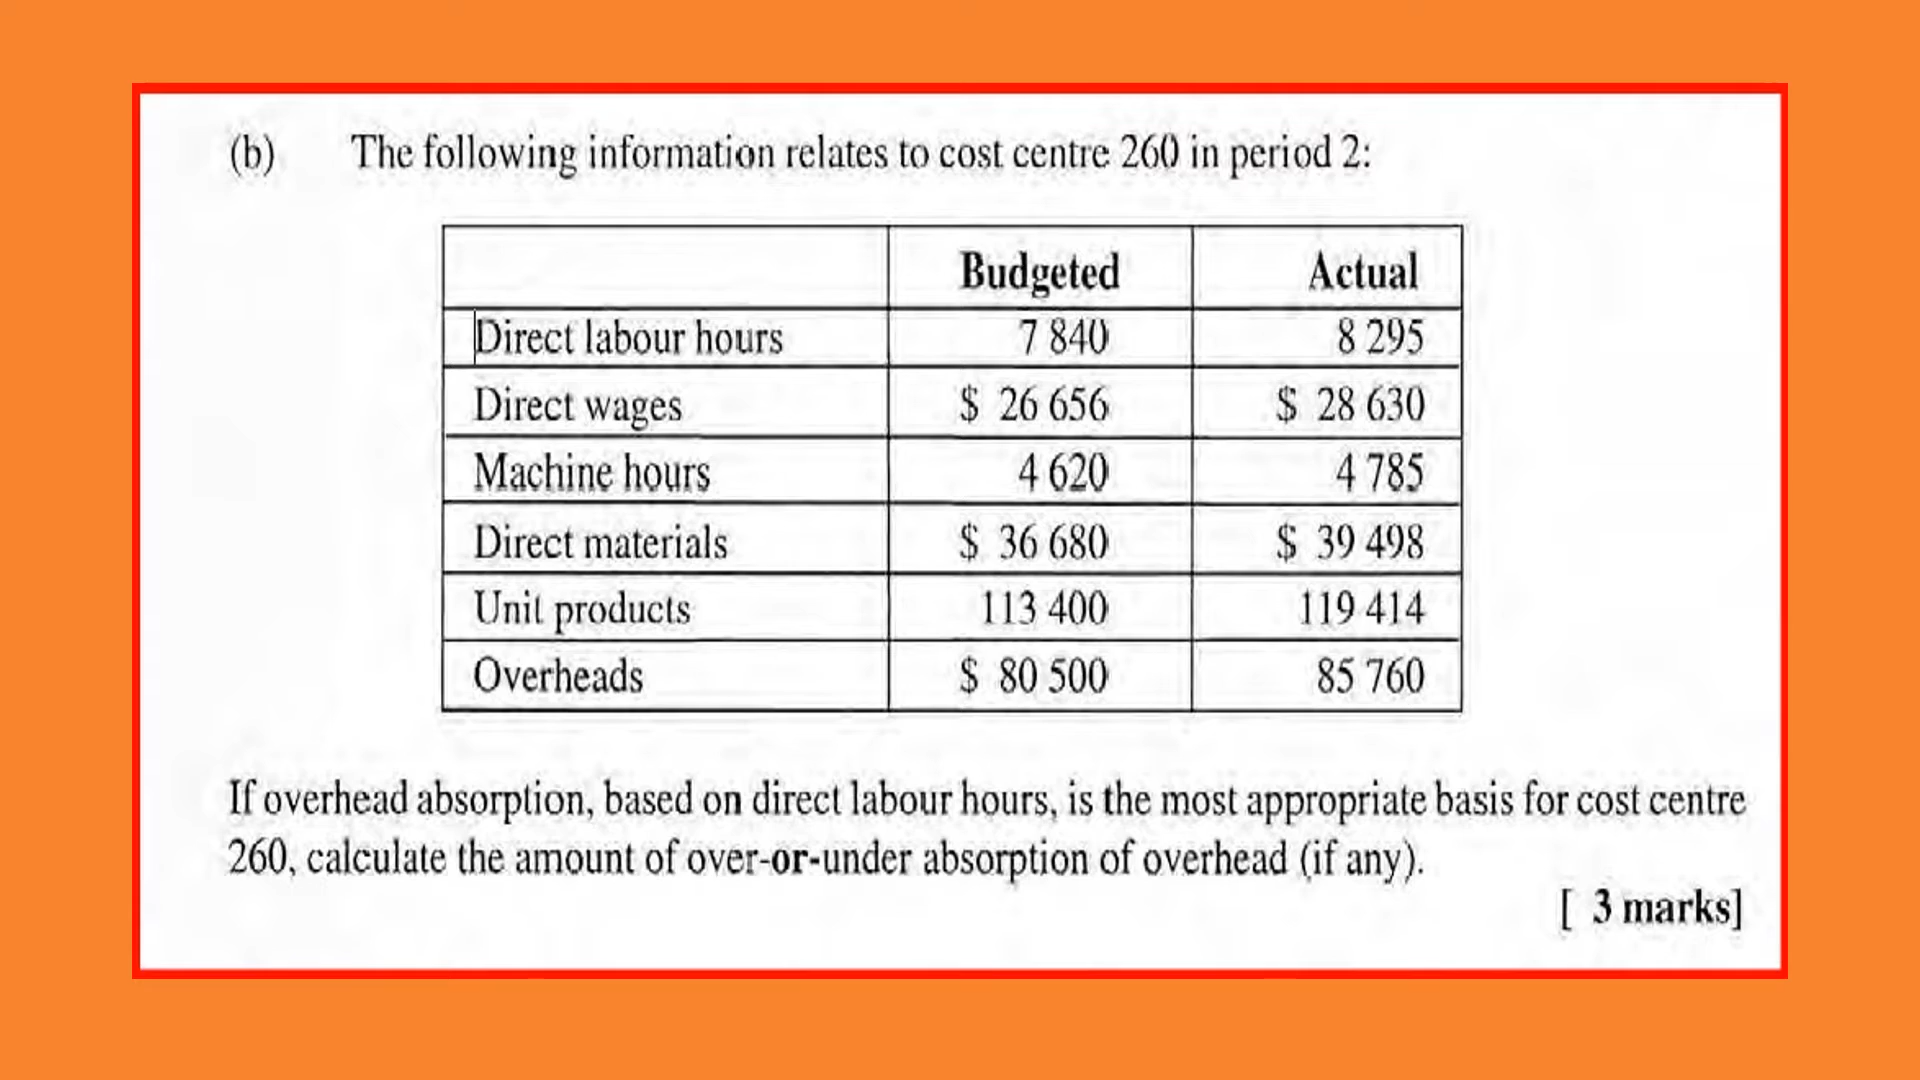 (b) The following information relates to cost centre 260 in period 2:
Budgeted Actual
Direct labour hours 7 840 8 295
Direct wages $ 26 656 $ 28 630
Machine hours 4 620 4 785
Direct materials $ 36 680 $ 39 498
Unit products 113 400 119 414
Overheads $ 80 500 85 760
If overhead absorption, based on direct labour hours, is the most appropriate basis for cost centre
260, calculate the amount of over-or-under absorption of overhead (if any).
[ 3 marks]